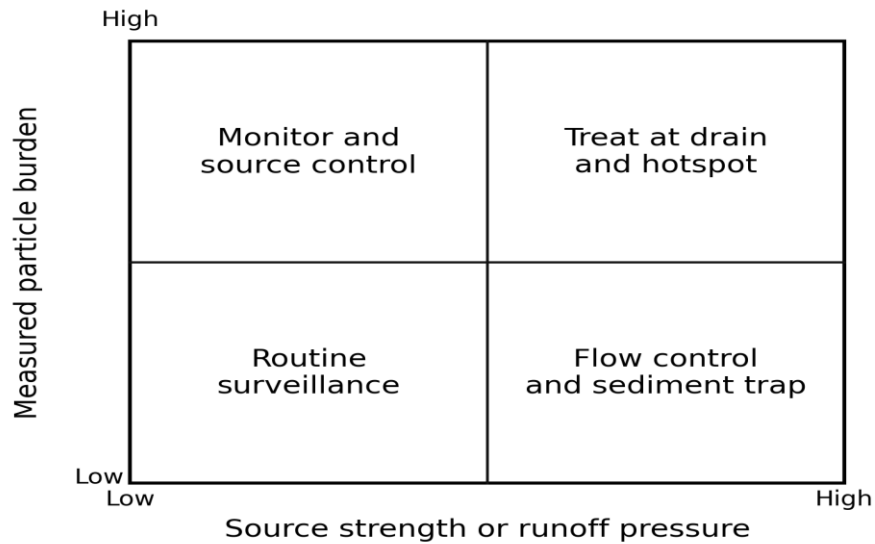 High
Measured particle burden
Monitor and
source control
Treat at drain
and hotspot
Routine
surveillance
Flow control
and sediment trap
Low
Low
High
Source strength or runoff pressure